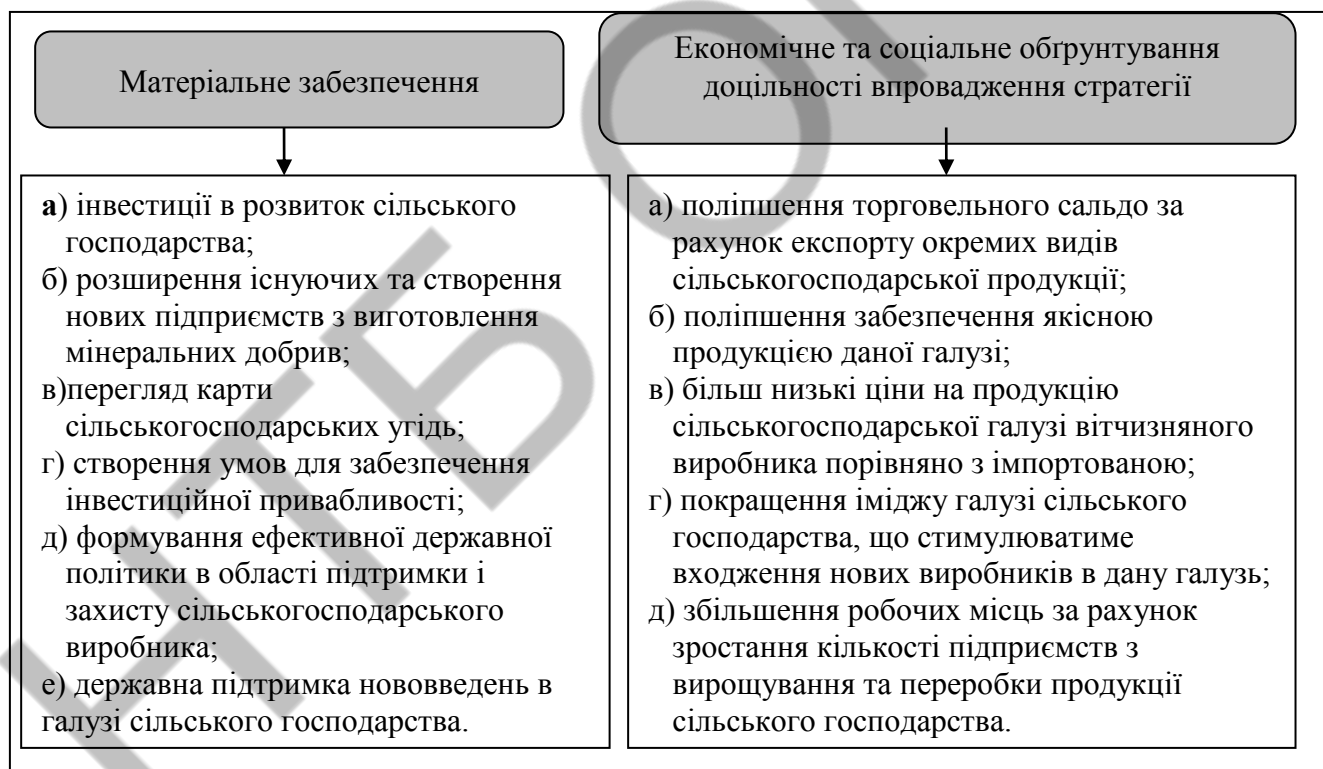 Матеріальне забезпечення
Економічне та соціальне обґрунтування
доцільності впровадження стратегії
а) інвестиції в розвиток сільського
господарства;
б) розширення існуючих та створення
нових підприємств з виготовлення
мінеральних добрив;
в)перегляд карти
сільськогосподарських угідь;
г) створення умов для забезпечення
інвестиційної привабливості;
д) формування ефективної державної
політики в області підтримки і
захисту сільськогосподарського
виробника;
е) державна підтримка нововведень в
галузі сільського господарства.
а) поліпшення торговельного сальдо за
рахунок експорту окремих видів
сільськогосподарської продукції;
б) поліпшення забезпечення якісною
продукцією даної галузі;
в) більш низькі ціни на продукцію
сільськогосподарської галузі вітчизняного
виробника порівняно з імпортованою;
г) покращення іміджу галузі сільського
господарства, що стимулюватиме
входження нових виробників в дану галузь;
д) збільшення робочих місць за рахунок
зростання кількості підприємств з
вирощування та переробки продукції
сільського господарства.
НТБ